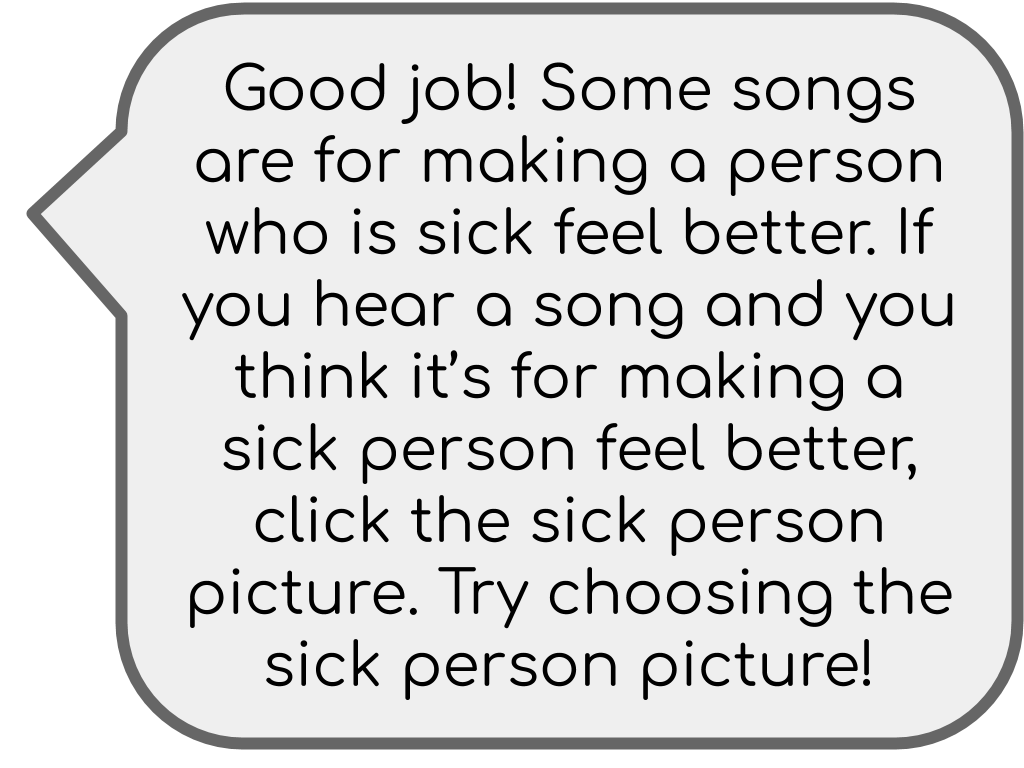 Good job! Some songs
are for making a person
who is sick feel better. If
you hear a song and you
think it’s for making a
sick person feel better,
click the sick person
picture. Try choosing the
sick person picture!